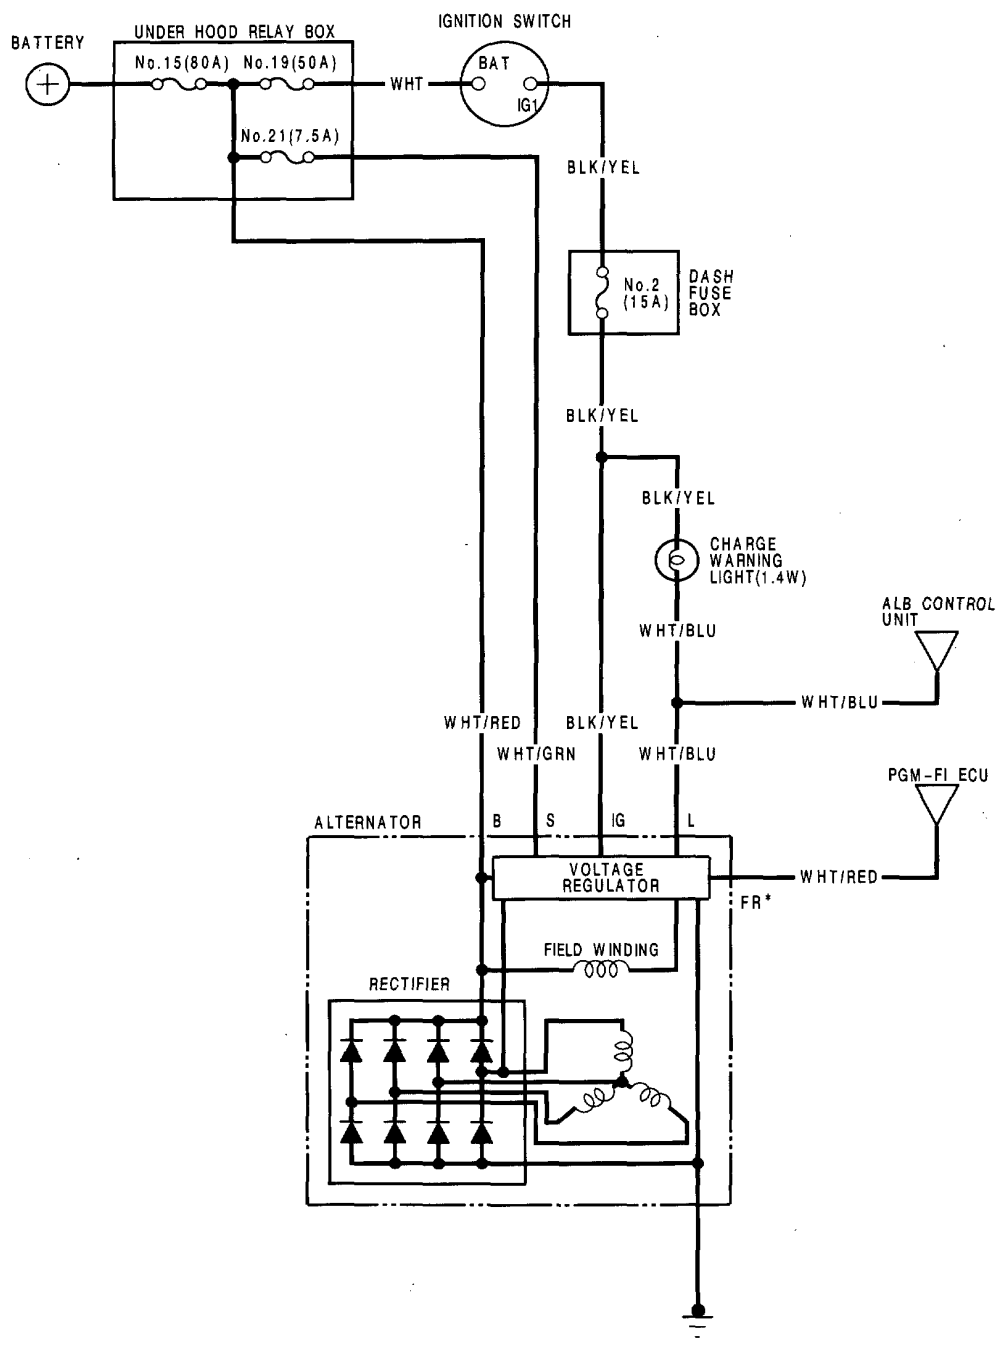 IGNITION SWITCH
UNDER HOOD RELAY BOX
BATTERY
No.15(80A)
No.19(50A)
BAT
WHT
IG1
No.21(7.5A)
BLK/YEL
DASH
FUSE
BOX
No.2
(15A)
BLK/YEL
BLK/YEL
CHARGE
WARNING
LIGHT(1.4W)
ALB CONTROL
UNIT
WHT/BLU
WHT/BLU
WHT/RED
BLK/YEL
WHT/GRN
WHT/BLU
PGM-FI ECU
ALTERNATOR
B
S
IG
L
VOLTAGE
REGULATOR
WHT/RED
FR*
FIELD WINDING
RECTIFIER